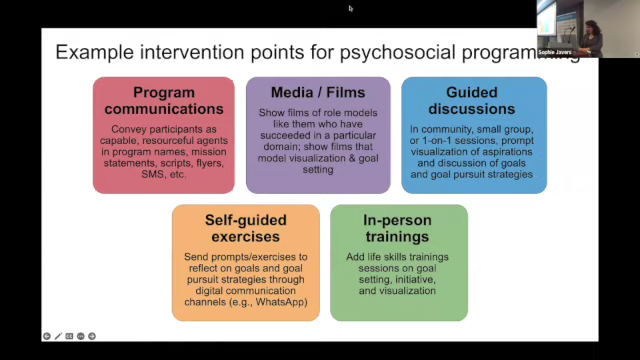 Example intervention points for psychosocial programming
Sophie Javers
Program
communications
Convey participants as
capable, resourceful agents
in program names, mission
statements, scripts, flyers,
SMS, etc.
Media / Films
Show films of role models
like them who have
succeeded in a particular
domain; show films that
model visualization & goal
setting
Guided
discussions
In community, small group,
or 1-on-1 sessions, prompt
visualization of aspirations
and discussion of goals
and goal pursuit strategies
Self-guided
exercises
Send prompts/exercises to
reflect on goals and goal
pursuit strategies through
digital communication
channels (e.g., WhatsApp)
In-person
trainings
Add life skills trainings
sessions on goal
setting, initiative,
and visualization